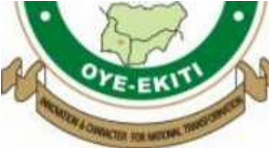 OYE-EKITI
INNOVATION & CHARACTER FOR NATIONAL TRANSFORMATION